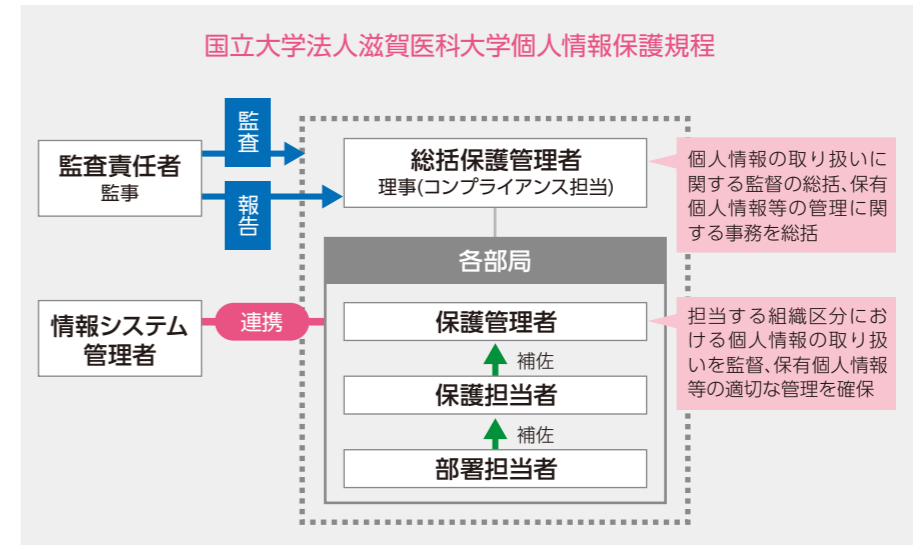 国立大学法人滋賀医科大学個人情報保護規程
監査
監査責任者
監事
報告
総括保護管理者
理事(コンプライアンス担当)
個人情報の取り扱いに
関する監督の総括、保有
個人情報等の管理に関
する事務を総括
各部局
情報システム
管理者
連携
保護管理者
担当する組織区分にお
ける個人情報の取り扱
いを監督、保有個人情報
等の適切な管理を確保
補佐
保護担当者
補佐
部署担当者